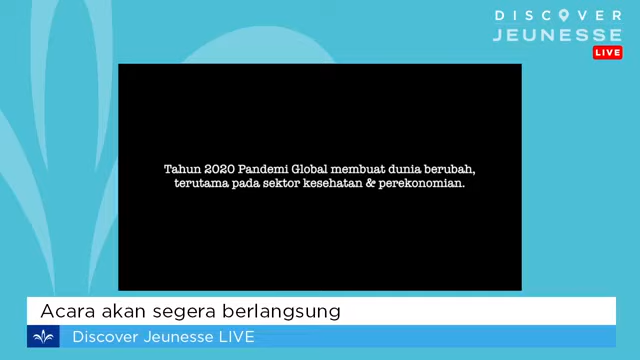 DISCOVER
JEUNESSE
LIVE
Tahun 2020 Pandemi Global membuat dunia berubah,
terutama pada sektor kesehatan & perekonomian.
Acara akan segera berlangsung
Discover Jeunesse LIVE